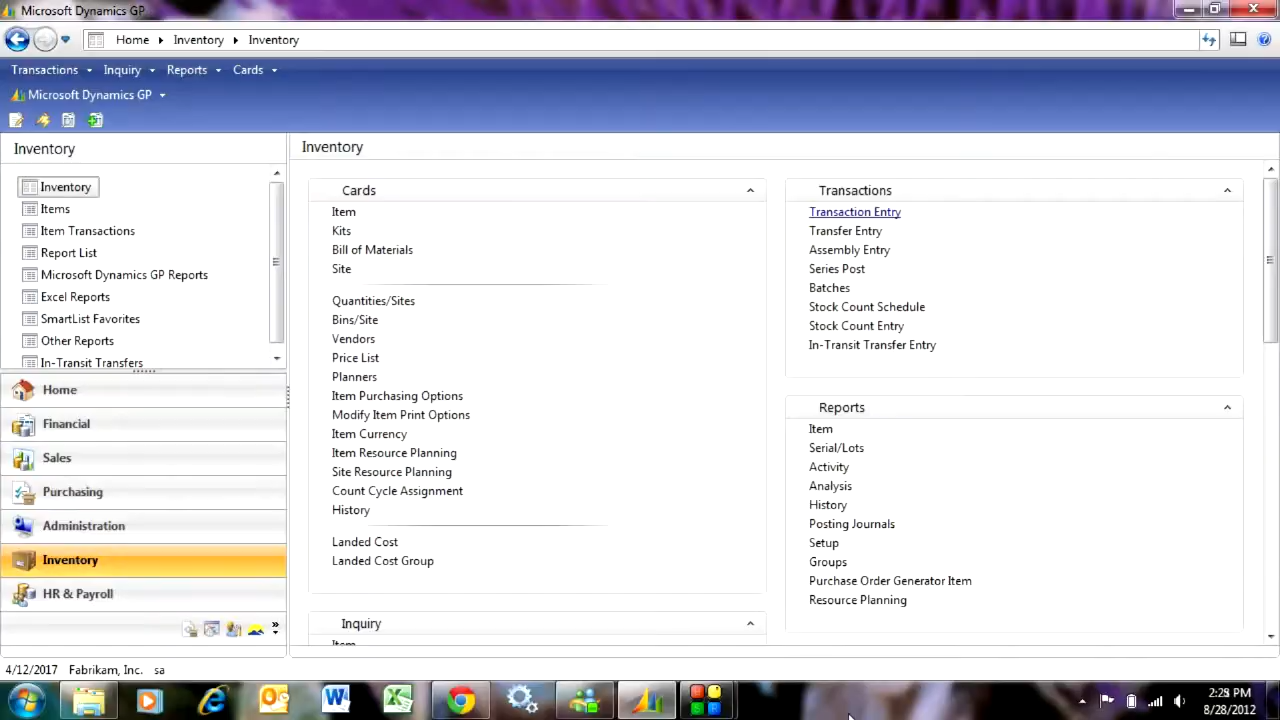 Microsoft Dynamics GP
Home Inventory Inventory
Transactions Inquiry Reports Cards
Microsoft Dynamics GP
Inventory
Inventory
Items
Item Transactions
Report List
Microsoft Dynamics GP Reports
Excel Reports
SmartList Favorites
Other Reports
In-Transit Transfers
Home
Financial
Sales
Purchasing
Administration
Inventory
HR & Payroll
Inventory
Cards
Item
Kits
Bill of Materials
Site
Quantities/Sites
Bins/Site
Vendors
Price List
Planners
Item Purchasing Options
Modify Item Print Options
Item Currency
Item Resource Planning
Site Resource Planning
Count Cycle Assignment
History
Landed Cost
Landed Cost Group
Inquiry
Item
Transactions
Transaction Entry
Transfer Entry
Assembly Entry
Series Post
Batches
Stock Count Schedule
Stock Count Entry
In-Transit Transfer Entry
Reports
Item
Serial/Lots
Activity
Analysis
History
Posting Journals
Setup
Groups
Purchase Order Generator Item
Resource Planning
4/12/2017 Fabrikam, Inc. sa
8/28/2012